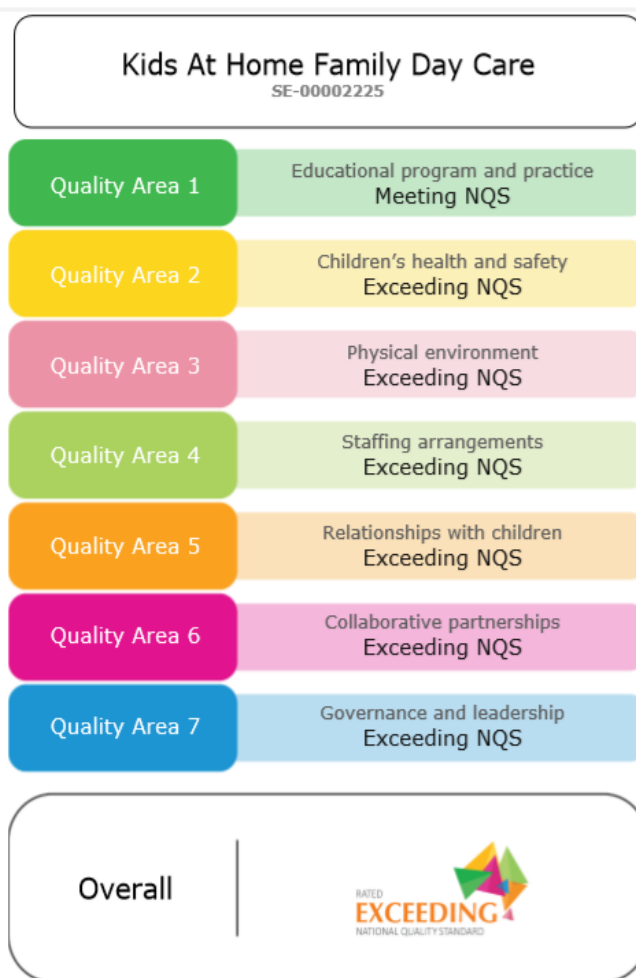 Kids At Home Family Day Care
SE-00002225
Quality Area 1
Educational program and practice
Meeting NQS
Quality Area 2
Children’s health and safety
Exceeding NQS
Quality Area 3
Physical environment
Exceeding NQS
Quality Area 4
Staffing arrangements
Exceeding NQS
Quality Area 5
Relationships with children
Exceeding NQS
Quality Area 6
Collaborative partnerships
Exceeding NQS
Quality Area 7
Governance and leadership
Exceeding NQS
Overall
RATED
EXCEEDING
NATIONAL QUALITY STANDARD